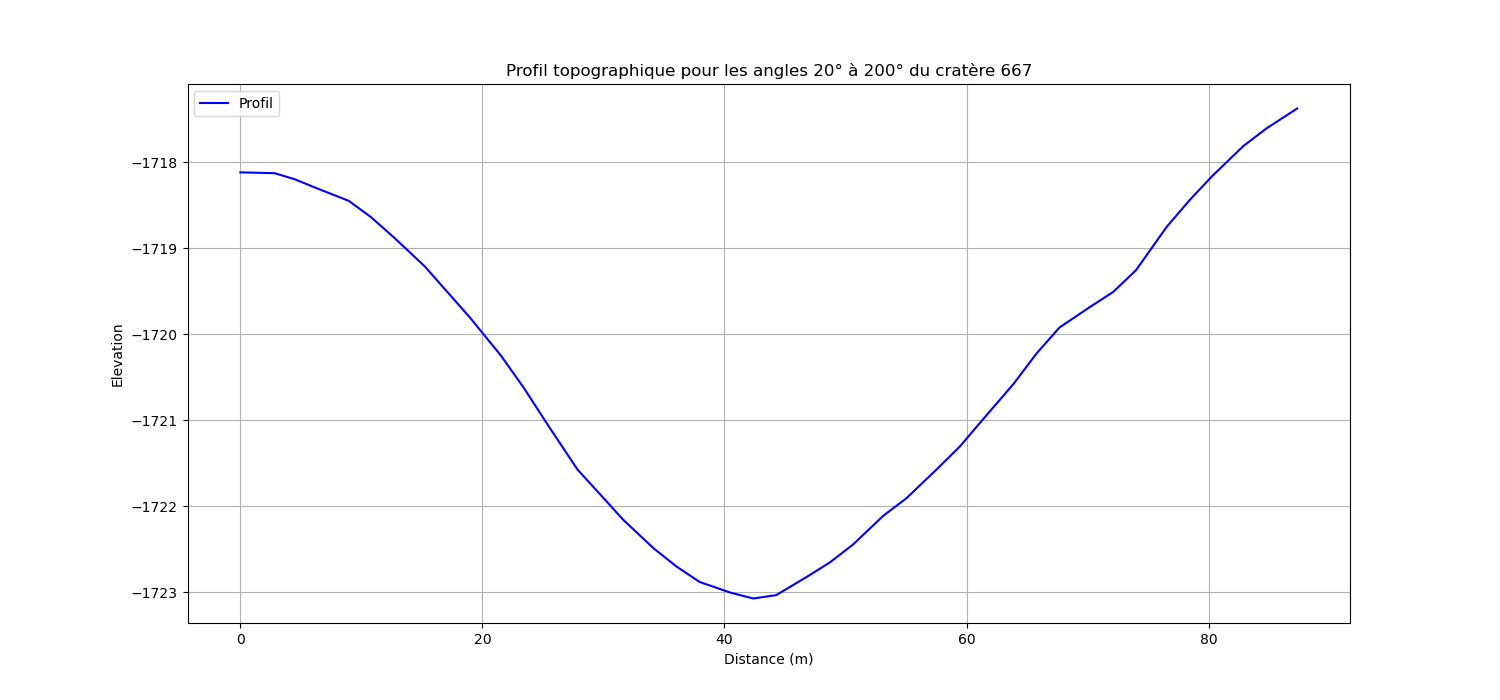 Profil topographique pour les angles 20° à 200° du cratère 667
Profil
−1718
−1719
−1720
−1721
−1722
−1723
Elevation
0 20 40 60 80
Distance (m)